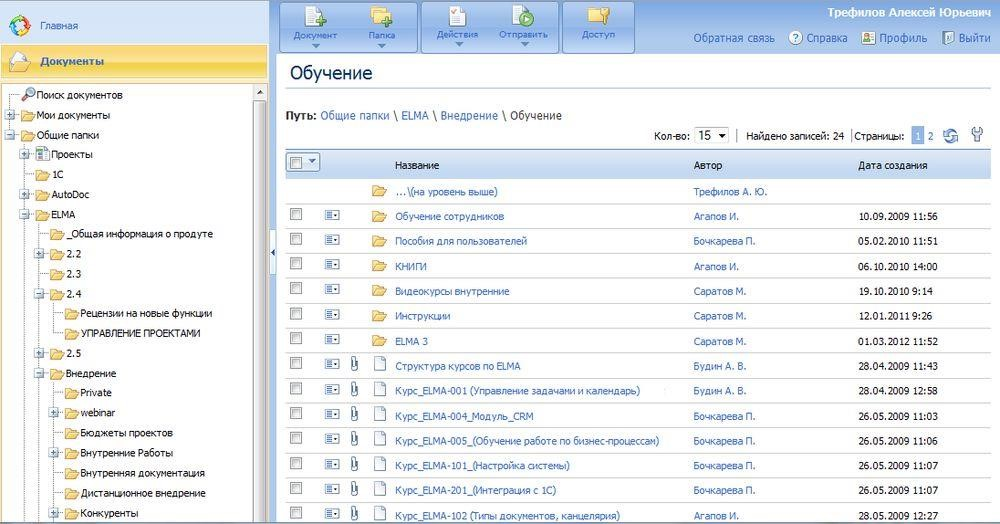 Главная
Документы
Поиск документов
Мои документы
Общие папки
Проекты
1С
AutoDoc
ELMA
_Общая информация о продуте
2.2
2.3
2.4
Рецензии на новые функции
УПРАВЛЕНИЕ ПРОЕКТАМИ
2.5
Внедрение
Private
webinar
Бюджеты проектов
Внутренние Работы
Внутренняя документация
Дистанционное внедрение
Конкуренты
Документ Папка Действия Отправить Доступ
Трефилов Алексей Юрьевич
Обратная связь Справка Профиль Выйти
Обучение
Путь: Общие папки \ ELMA \ Внедрение \ Обучение
Кол-во: 15 Найдено записей: 24 Страницы: 1 2
Название Автор Дата создания
...\(на уровень выше) Трефилов А. Ю.
Обучение сотрудников Агапов И. 10.09.2009 11:56
Пособия для пользователей Бочкарева П. 05.02.2010 11:51
КНИГИ Агапов И. 06.10.2010 14:00
Видеокурсы внутренние Саратов М. 19.10.2010 9:14
Инструкции Саратов М. 12.01.2011 9:26
ELMA 3 Саратов М. 01.03.2012 11:52
Структура курсов по ELMA Будин А. В. 28.04.2009 11:43
Курс_ELMA-001 (Управление задачами и календарь) Будин А. В. 28.04.2009 12:58
Курс_ELMA-004_Модуль_CRM Бочкарева П. 26.05.2009 11:03
Курс_ELMA-005_(Обучение работе по бизнес-процессам) Бочкарева П. 26.05.2009 11:06
Курс_ELMA-101_(Настройка системы) Бочкарева П. 26.05.2009 11:07
Курс_ELMA-201_(Интеграция с 1С) Бочкарева П. 26.05.2009 11:07
Курс_ELMA-102 (Типы документов, канцелярия) Агапов И. 28.05.2009 12:27